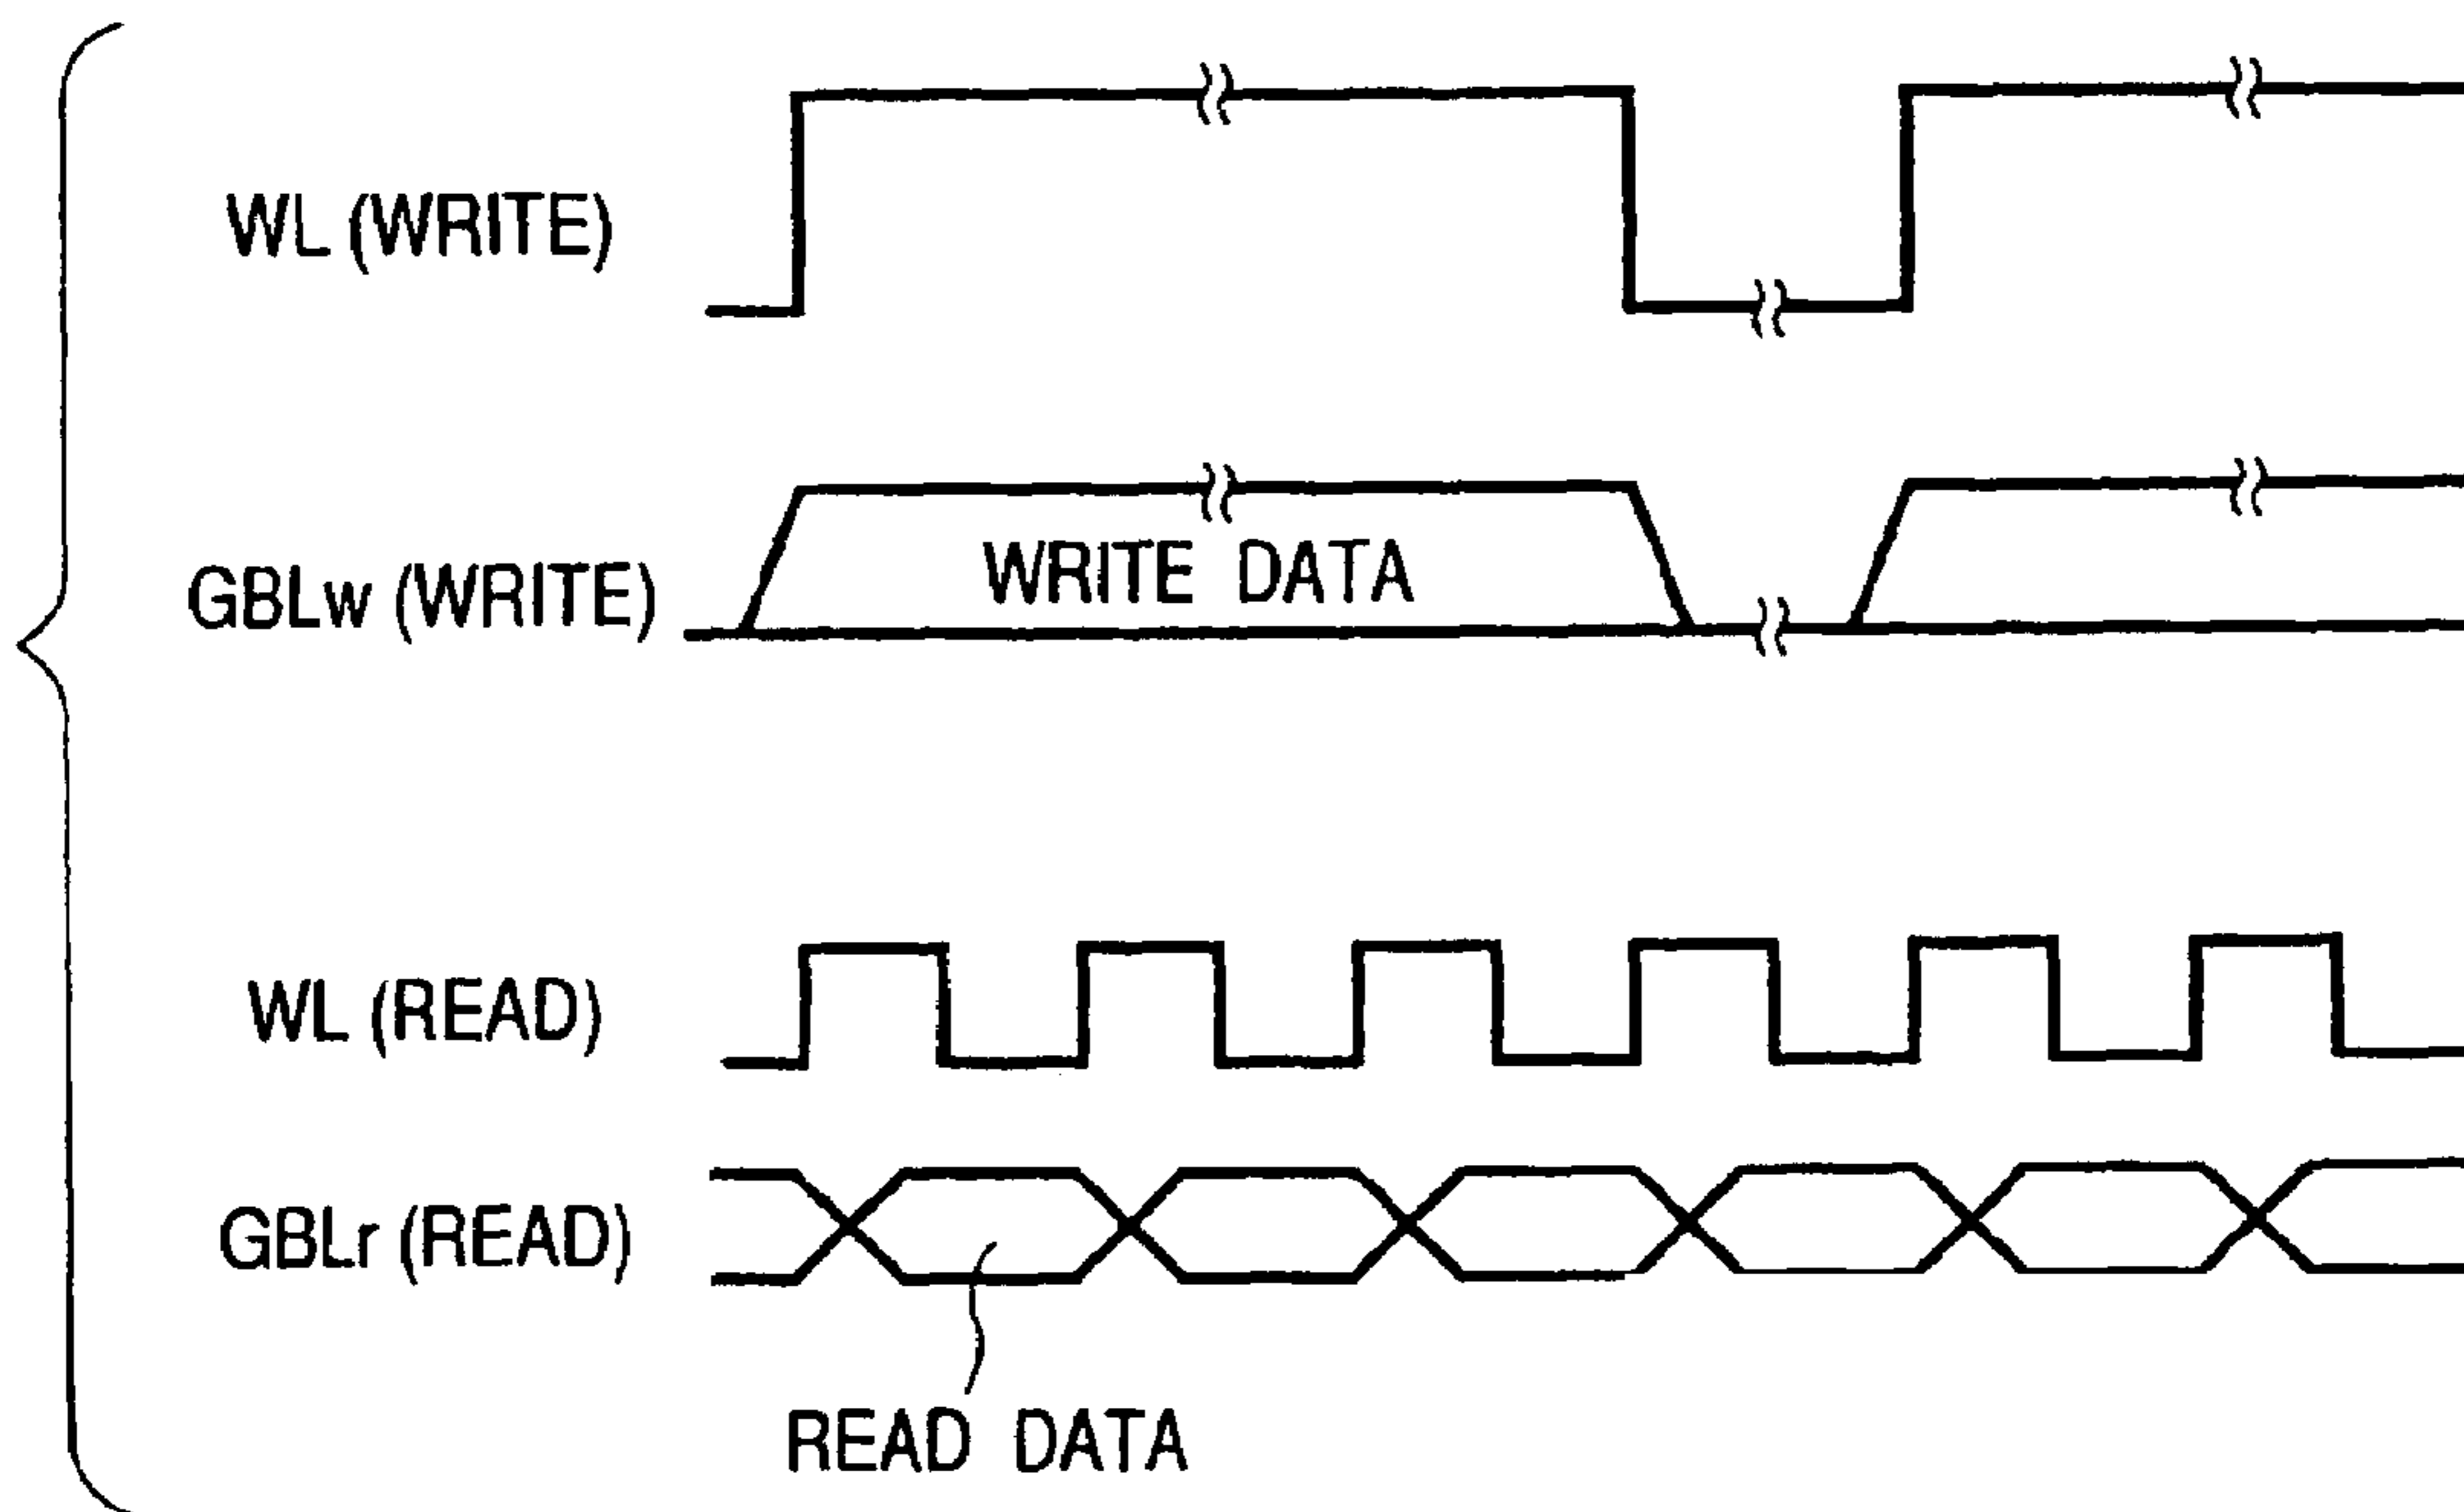 WL (WRITE)
GBLw (WRITE)
WRITE DATA
WL (READ)
GBLr (READ)
READ DATA